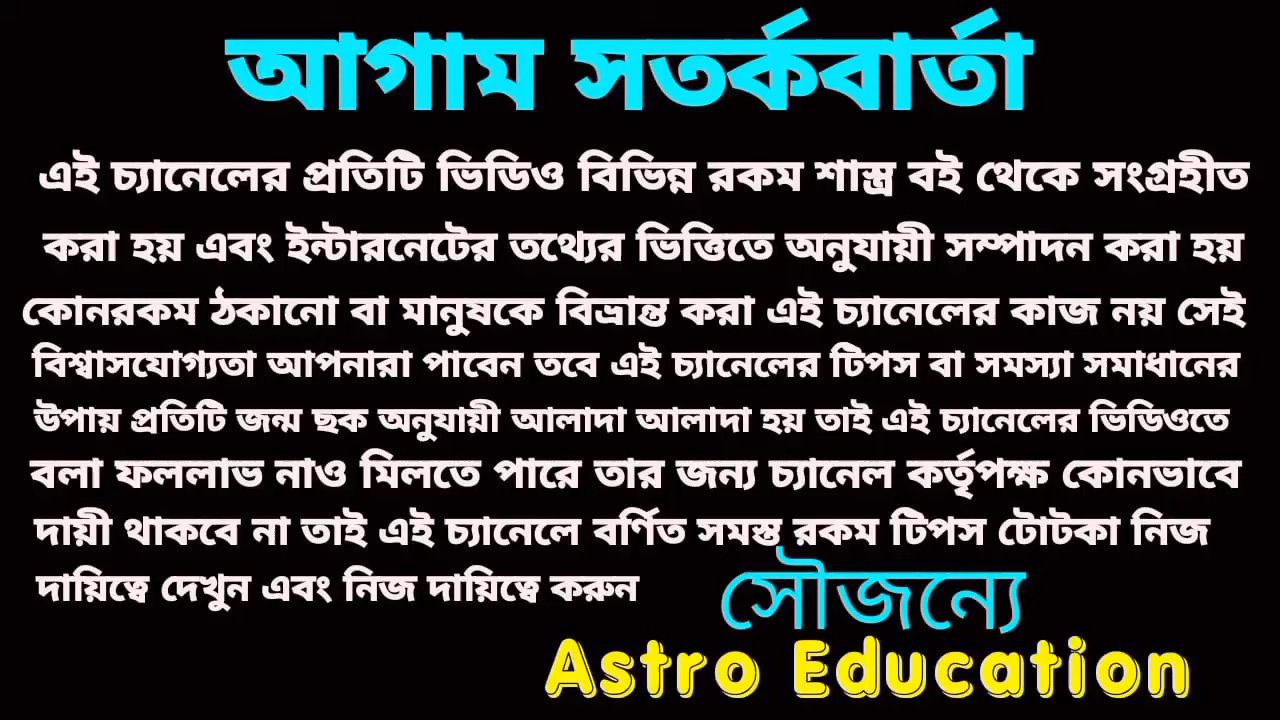 আগাম সতর্কবার্তা
এই চ্যানেলের প্রতিটি ভিডিও বিভিন্ন রকম শাস্ত্র বই থেকে সংগ্রহীত
করা হয় এবং ইন্টারনেটের তথ্যের ভিত্তিতে অনুযায়ী সম্পাদন করা হয়
কোনরকম ঠকানো বা মানুষকে বিভ্রান্ত করা এই চ্যানেলের কাজ নয় সেই
বিশ্বাসযোগ্যতা আপনারা পাবেন তবে এই চ্যানেলের টিপস বা সমস্যা সমাধানের
উপায় প্রতিটি জন্ম ছক অনুযায়ী আলাদা আলাদা হয় তাই এই চ্যানেলের ভিডিওতে
বলা ফললাভ নাও মিলতে পারে তার জন্য চ্যানেল কর্তৃপক্ষ কোনভাবে
দায়ী থাকবে না তাই এই চ্যানেলে বর্ণিত সমস্ত রকম টিপস টোটকা নিজ
দায়িত্বে দেখুন এবং নিজ দায়িত্বে করুন
সৌজন্যে
Astro Education